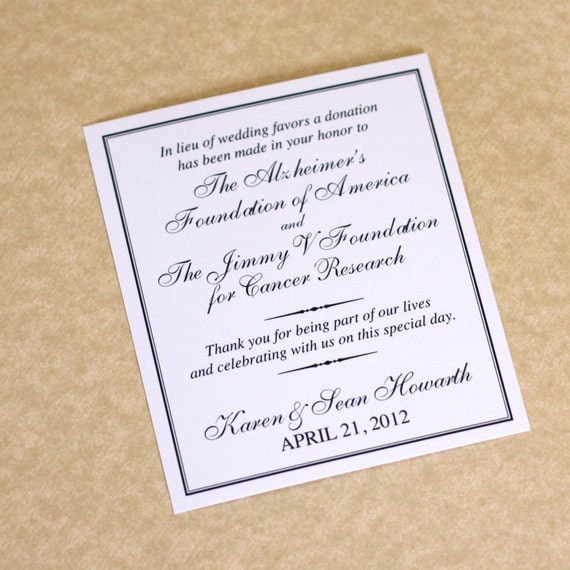 In lieu of wedding favors a donation
has been made in your honor to
The Alzheimer's
Foundation of America
and
The Jimmy V Foundation
for Cancer Research
Thank you for being part of our lives
and celebrating with us on this special day.
Karen & Sean Howarth
APRIL 21, 2012